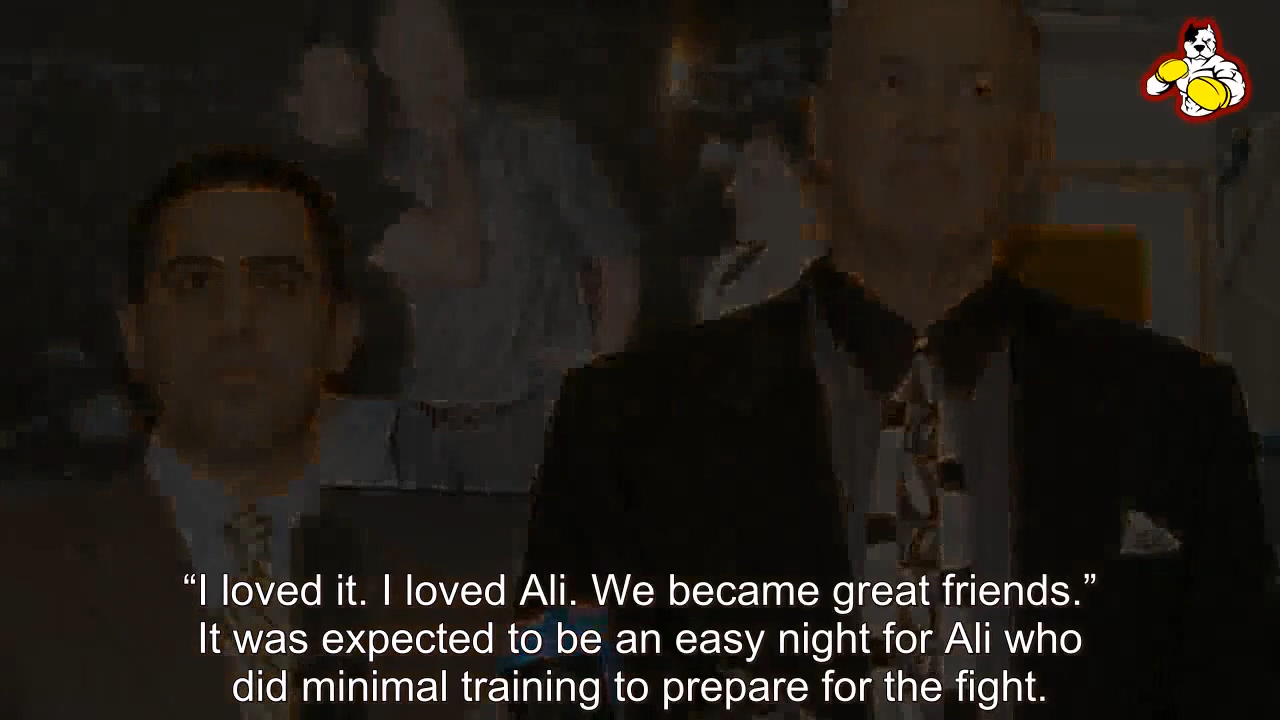 “I loved it. I loved Ali. We became great friends.”
It was expected to be an easy night for Ali who
did minimal training to prepare for the fight.